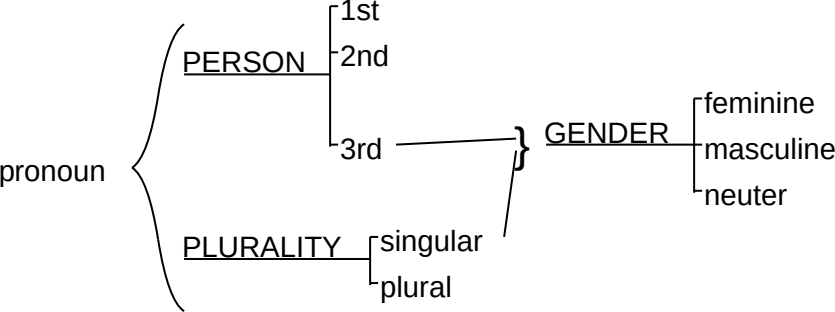 pronoun
PERSON
1st
2nd
3rd
PLURALITY
singular
plural
}
GENDER
feminine
masculine
neuter